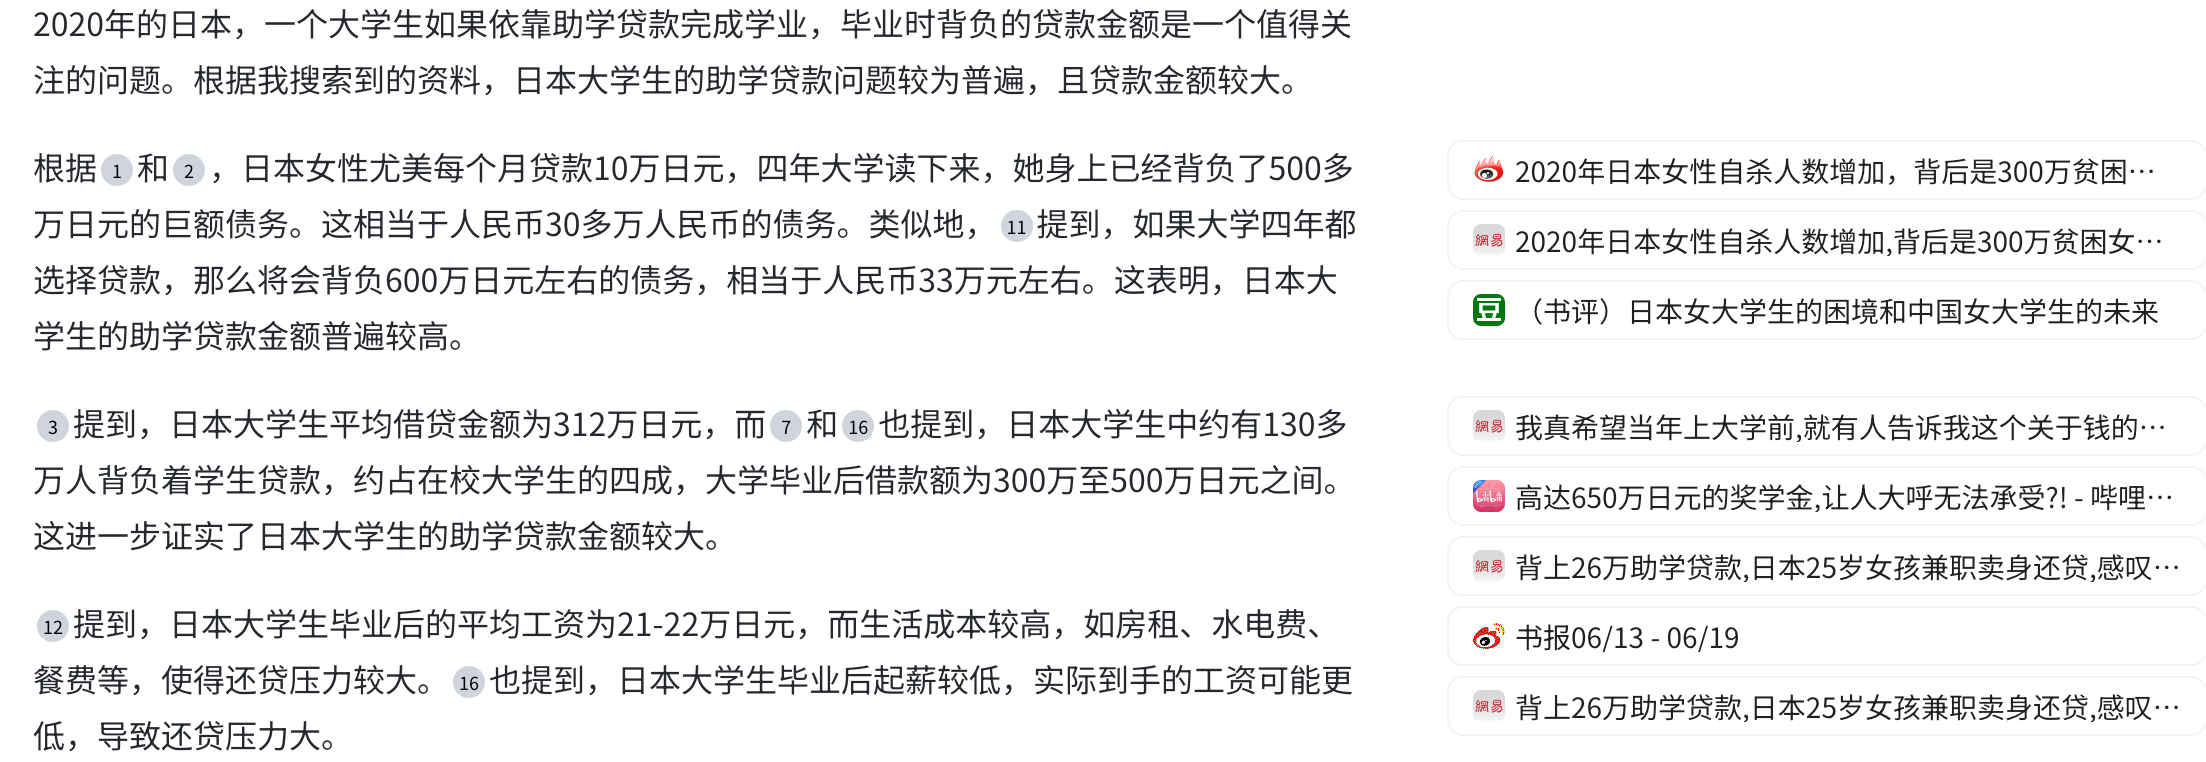 2020年的日本，一个大学生如果依靠助学贷款完成学业，毕业时背负的贷款金额是一个值得关
注的问题。根据我搜索到的资料，日本大学生的助学贷款问题较为普遍，且贷款金额较大。
根据 1 和 2 ，日本女性尤美每个月贷款10万日元，四年大学读下来，她身上已经背负了500多
万日元的巨额债务。这相当于人民币30多万人民币的债务。类似地， 11 提到，如果大学四年都
选择贷款，那么将会背负600万日元左右的债务，相当于人民币33万元左右。这表明，日本大
学生的助学贷款金额普遍较高。
3 提到，日本大学生平均借贷金额为312万日元，而 7 和 16 也提到，日本大学生中约有130多
万人背负着学生贷款，约占在校大学生的四成，大学毕业后借款额为300万至500万日元之间。
这进一步证实了日本大学生的助学贷款金额较大。
12 提到，日本大学生毕业后的平均工资为21-22万日元，而生活成本较高，如房租、水电费、
餐费等，使得还贷压力较大。 16 也提到，日本大学生毕业后起薪较低，实际到手的工资可能更
低，导致还贷压力大。
2020年日本女性自杀人数增加，背后是300万贫困…
網易 2020年日本女性自杀人数增加,背后是300万贫困女…
豆 （书评）日本女大学生的困境和中国女大学生的未来
網易 我真希望当年上大学前,就有人告诉我这个关于钱的…
bilibili 高达650万日元的奖学金,让人大呼无法承受?! - 哔哩…
網易 背上26万助学贷款,日本25岁女孩兼职卖身还贷,感叹…
书报06/13 - 06/19
網易 背上26万助学贷款,日本25岁女孩兼职卖身还贷,感叹…